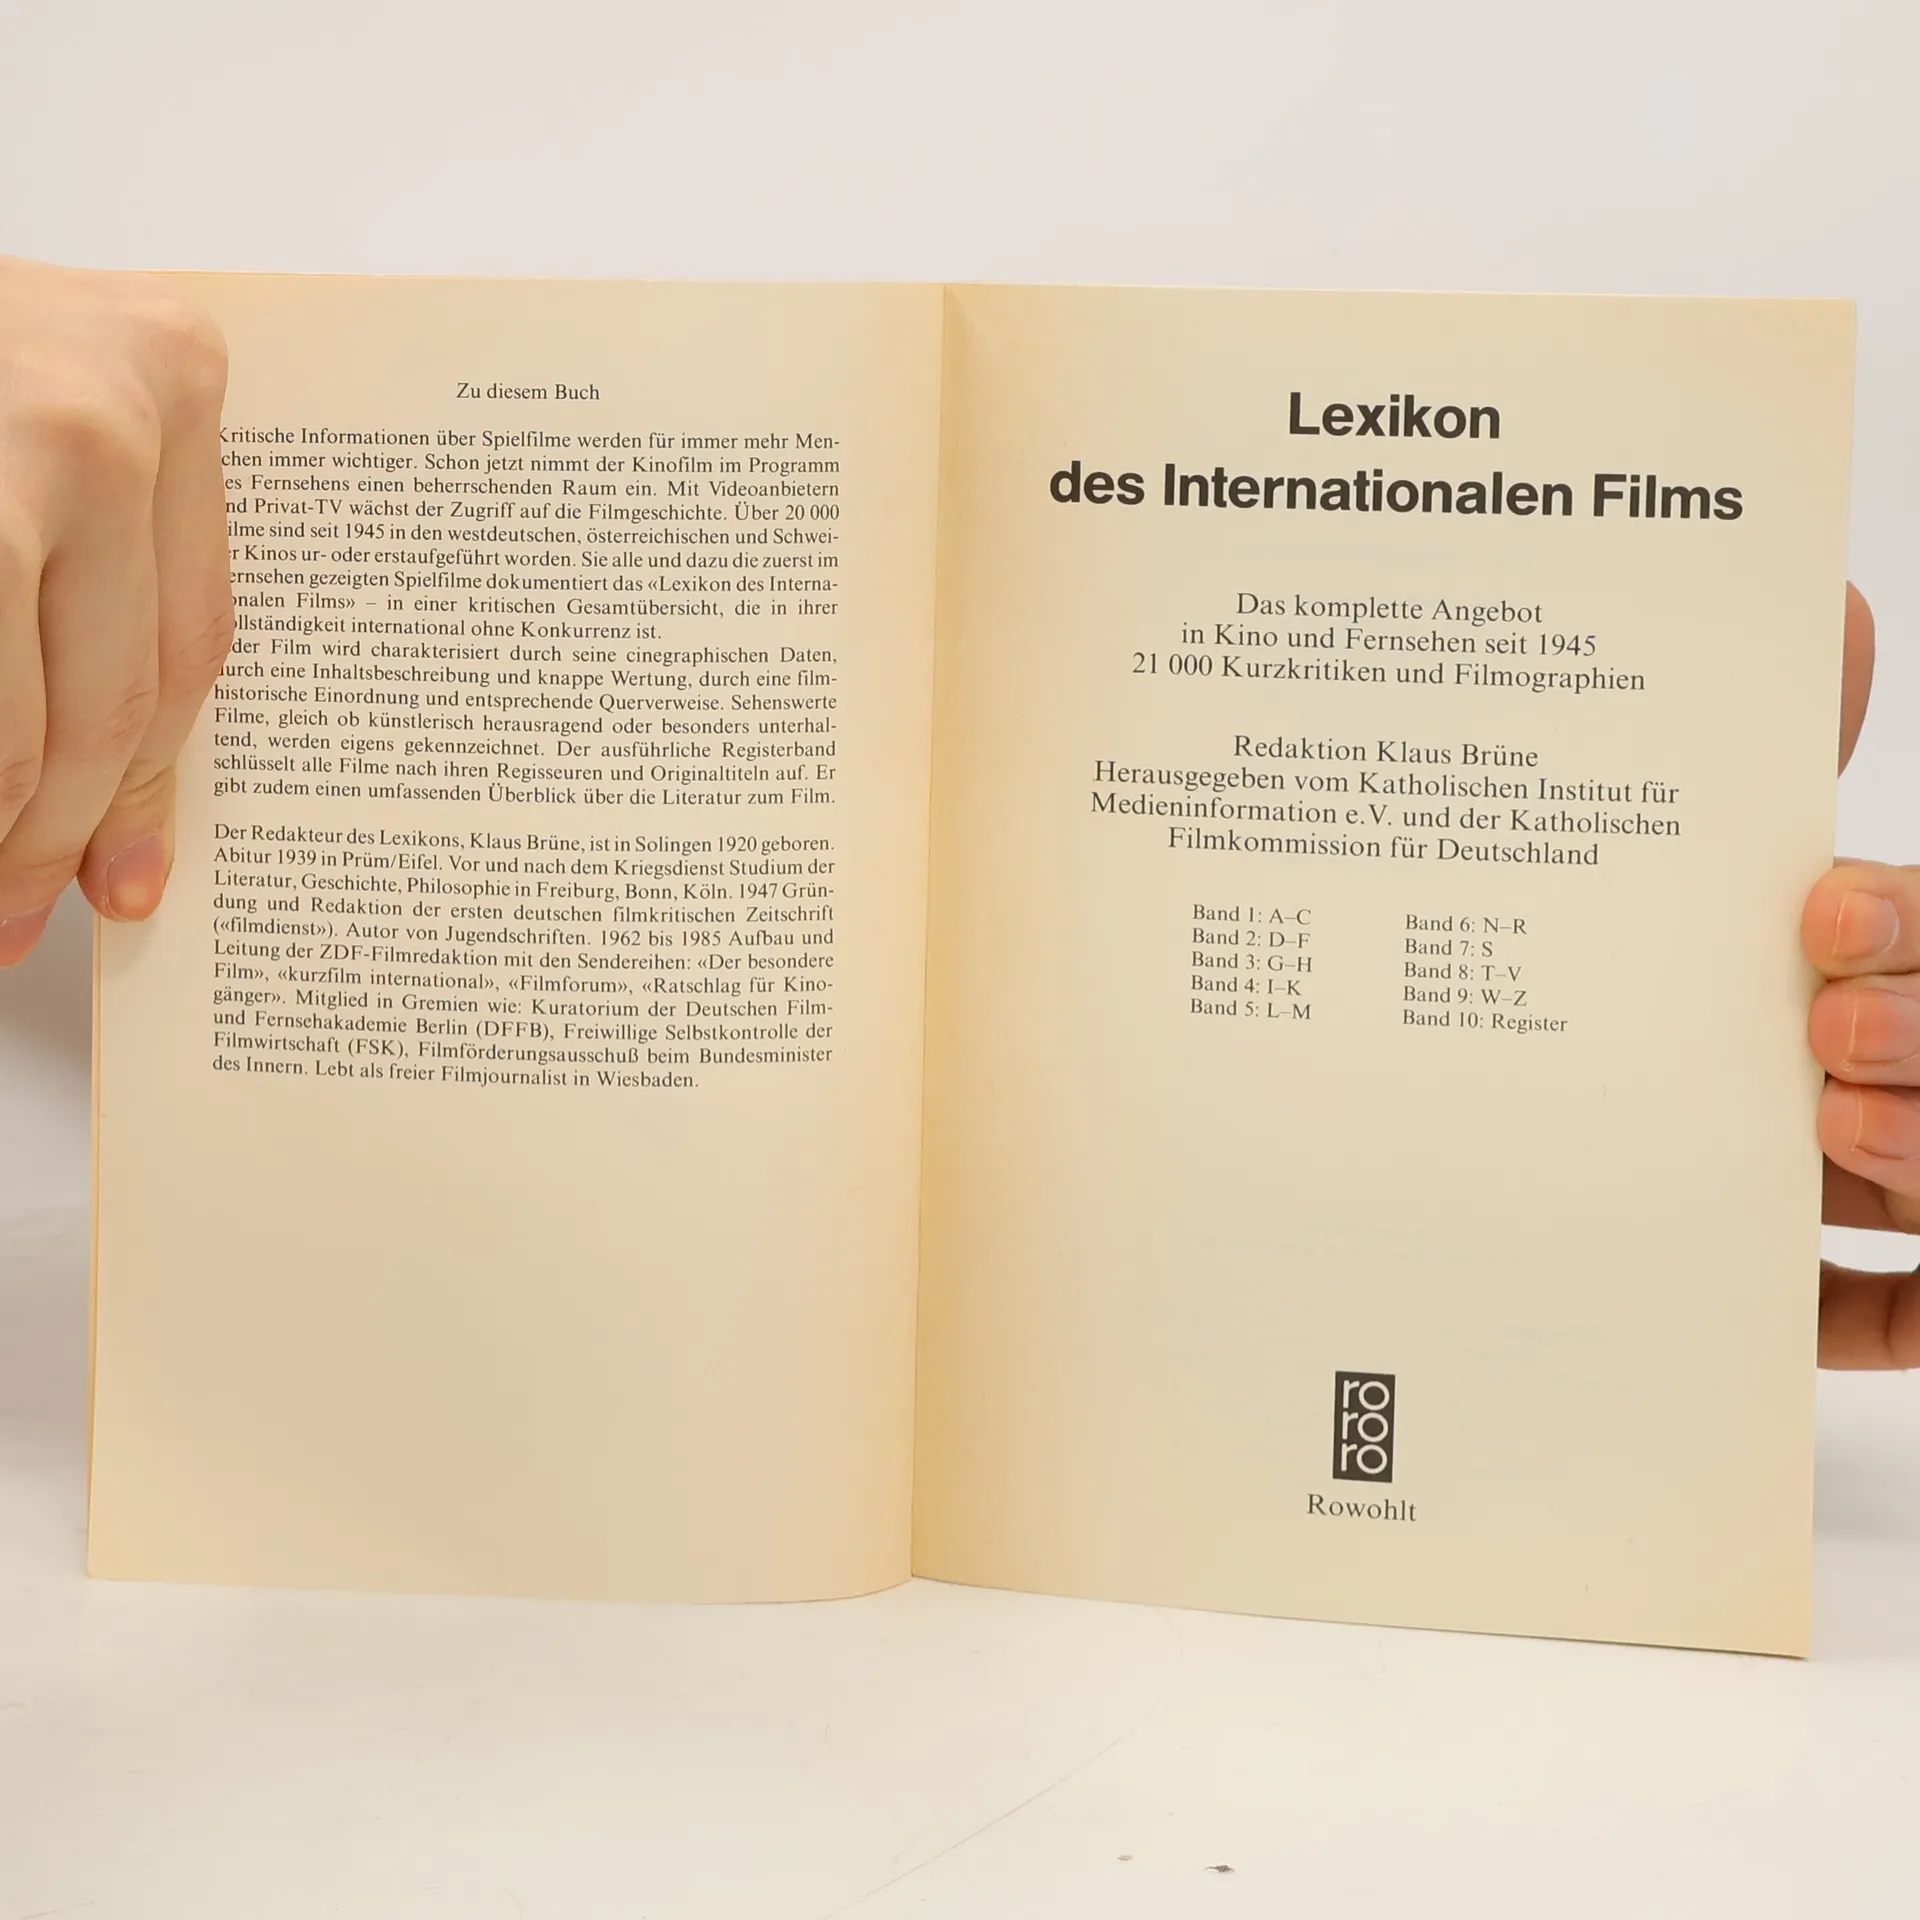 Zu diesem Buch
Kritische Informationen über Spielfilme werden für immer mehr Men-
chen immer wichtiger. Schon jetzt nimmt der Kinofilm im Programm
es Fernsehens einen beherrschenden Raum ein. Mit Videoanbietern
nd Privat-TV wächst der Zugriff auf die Filmgeschichte. Über 20 000
ilme sind seit 1945 in den westdeutschen, österreichischen und Schwei-
r Kinos ur- oder erstaufgeführt worden. Sie alle und dazu die zuerst im
ernsehen gezeigten Spielfilme dokumentiert das «Lexikon des Interna-
onalen Films» – in einer kritischen Gesamtübersicht, die in ihrer
ollständigkeit international ohne Konkurrenz ist.
der Film wird charakterisiert durch seine cinegraphischen Daten,
durch eine Inhaltsbeschreibung und knappe Wertung, durch eine film-
historische Einordnung und entsprechende Querverweise. Sehenswerte
Filme, gleich ob künstlerisch herausragend oder besonders unterhal-
tend, werden eigens gekennzeichnet. Der ausführliche Registerband
schlüsselt alle Filme nach ihren Regisseuren und Originaltiteln auf. Er
gibt zudem einen umfassenden Überblick über die Literatur zum Film.
Der Redakteur des Lexikons, Klaus Brüne, ist in Solingen 1920 geboren.
Abitur 1939 in Prüm/Eifel. Vor und nach dem Kriegsdienst Studium der
Literatur, Geschichte, Philosophie in Freiburg, Bonn, Köln. 1947 Grün-
dung und Redaktion der ersten deutschen filmkritischen Zeitschrift
(«filmdienst»). Autor von Jugendschriften. 1962 bis 1985 Aufbau und
Leitung der ZDF-Filmredaktion mit den Sendereihen: «Der besondere
Film», «kurzfilm international», «Filmforum», «Ratschlag für Kino-
gänger». Mitglied in Gremien wie: Kuratorium der Deutschen Film-
und Fernsehakademie Berlin (DFFB), Freiwillige Selbstkontrolle der
Filmwirtschaft (FSK), Filmförderungsausschuß beim Bundesminister
des Innern. Lebt als freier Filmjournalist in Wiesbaden.
Lexikon
des Internationalen Films
Das komplette Angebot
in Kino und Fernsehen seit 1945
21 000 Kurzkritiken und Filmographien
Redaktion Klaus Brüne
Herausgegeben vom Katholischen Institut für
Medieninformation e.V. und der Katholischen
Filmkommission für Deutschland
Band 1: A–C
Band 2: D–F
Band 3: G–H
Band 4: I–K
Band 5: L–M
Band 6: N–R
Band 7: S
Band 8: T–V
Band 9: W–Z
Band 10: Register
ro
ro
ro
Rowohlt